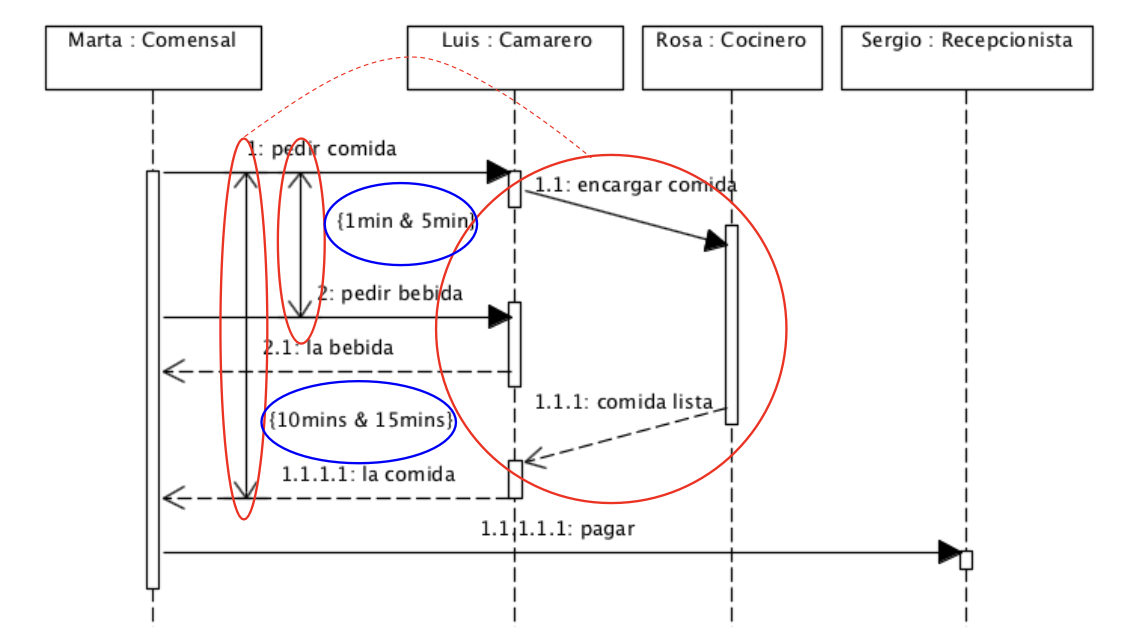 Marta : Comensal
Luis : Camarero
Rosa : Cocinero
Sergio : Recepcionista
1: pedir comida
1.1: encargar comida
{1min & 5min}
2: pedir bebida
2.1: la bebida
1.1.1: comida lista
{10mins & 15mins}
1.1.1.1: la comida
1.1.1.1.1: pagar